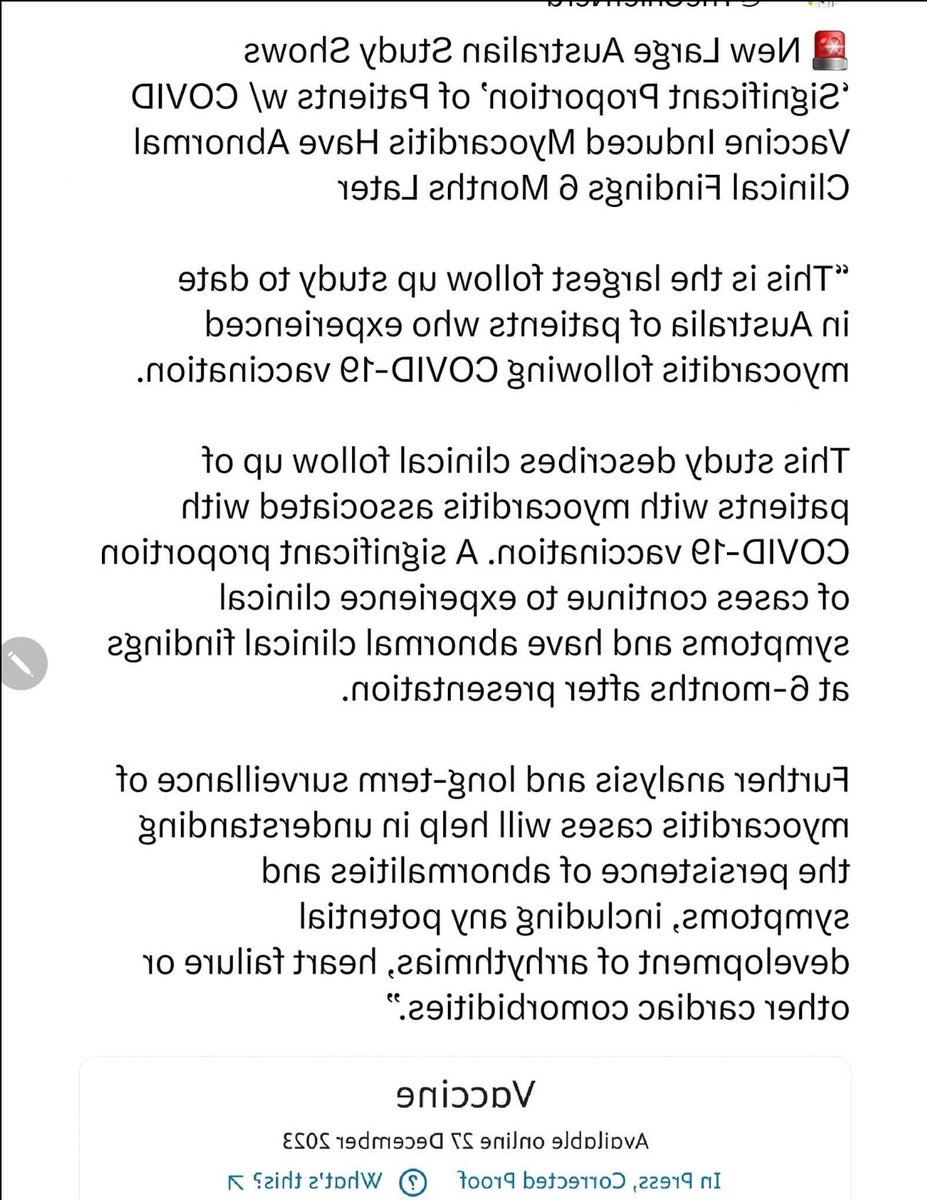 🚨 New Large Australian Study Shows
‘Significant Proportion’ of Patients w/ COVID
Vaccine Induced Myocarditis Have Abnormal
Clinical Findings 6 Months Later
“This is the largest follow up study to date
in Australia of patients who experienced
myocarditis following COVID-19 vaccination.
This study describes clinical follow up of
patients with myocarditis associated with
COVID-19 vaccination. A significant proportion
of cases continue to experience clinical
symptoms and have abnormal clinical findings
at 6-months after presentation.
Further analysis and long-term surveillance of
myocarditis cases will help in understanding
the persistence of abnormalities and
symptoms, including any potential
development of arrhythmias, heart failure or
other cardiac comorbidities.”
Vaccine
Available online 27 December 2023
In Press, Corrected Proof ? What's this? ↗